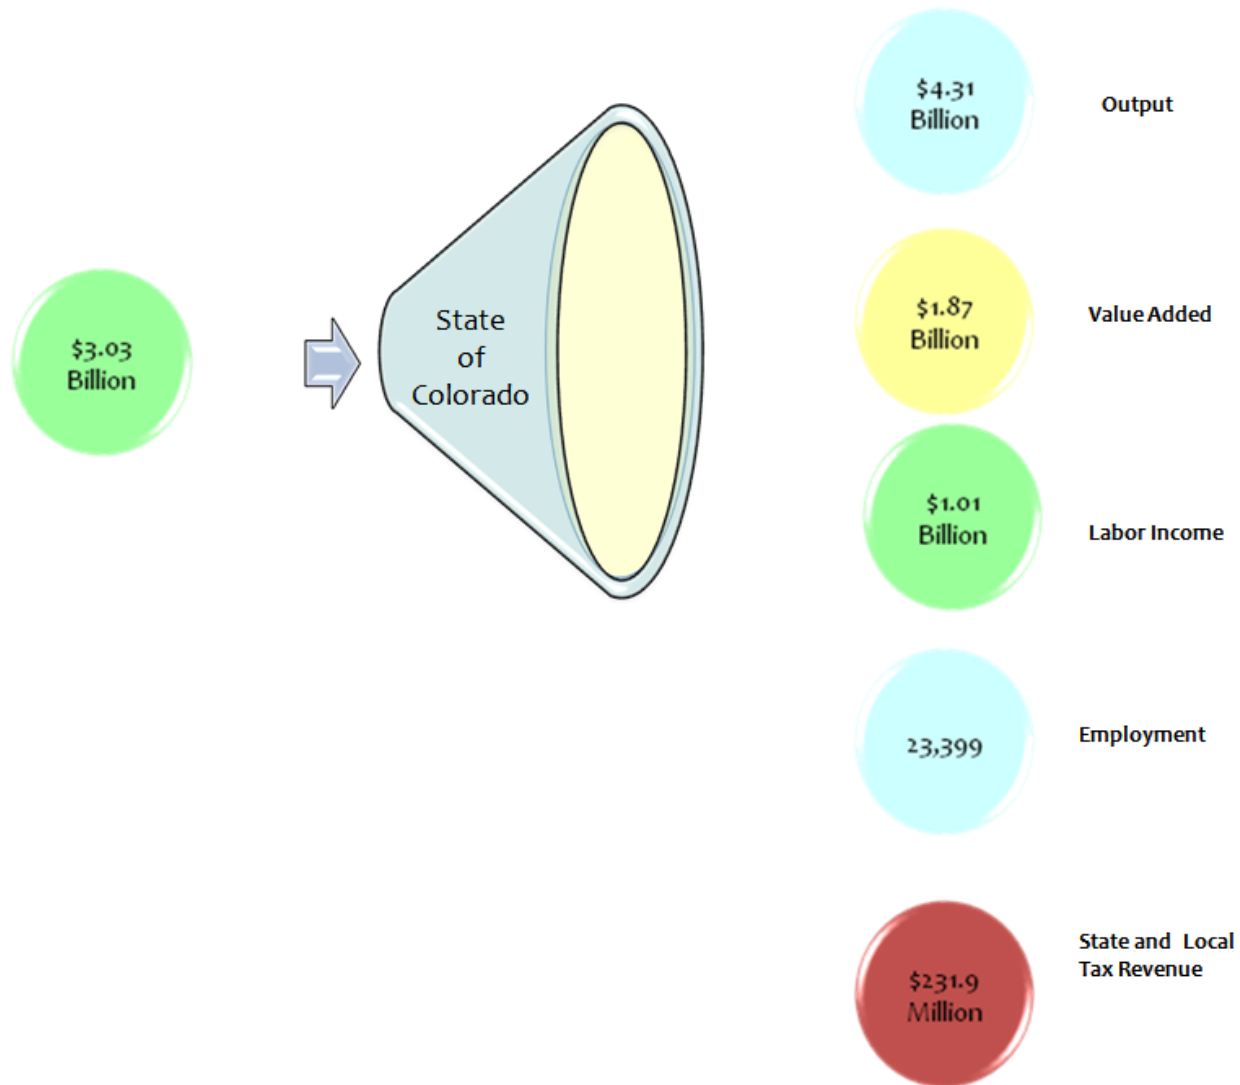 $3.03
Billion
State
of
Colorado
$4.31
Billion
Output
$1.87
Billion
Value Added
$1.01
Billion
Labor Income
23,399
Employment
$231.9
Million
State and Local
Tax Revenue